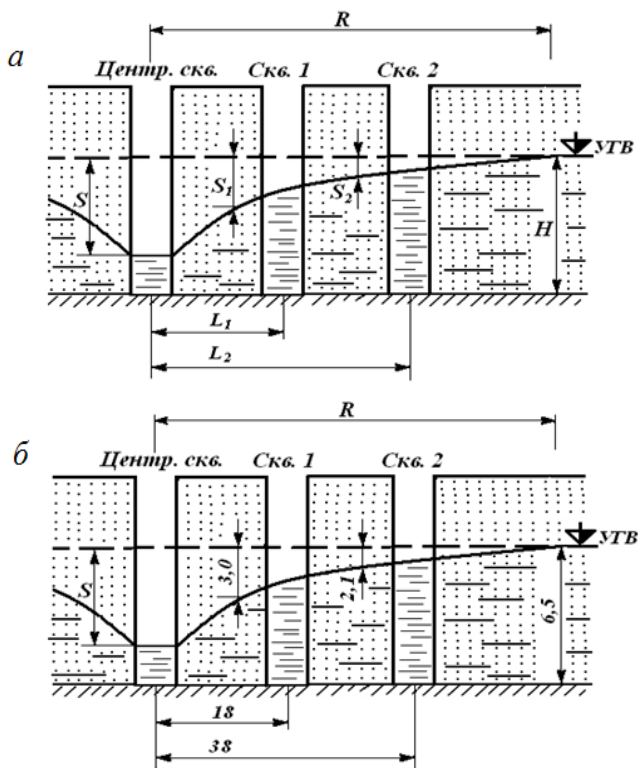 а
R
Центр. скв. Скв. 1 Скв. 2
УГВ
S
S₁
S₂
H
L₁
L₂
б
R
Центр. скв. Скв. 1 Скв. 2
УГВ
S
3,0
2,1
6,5
18
38